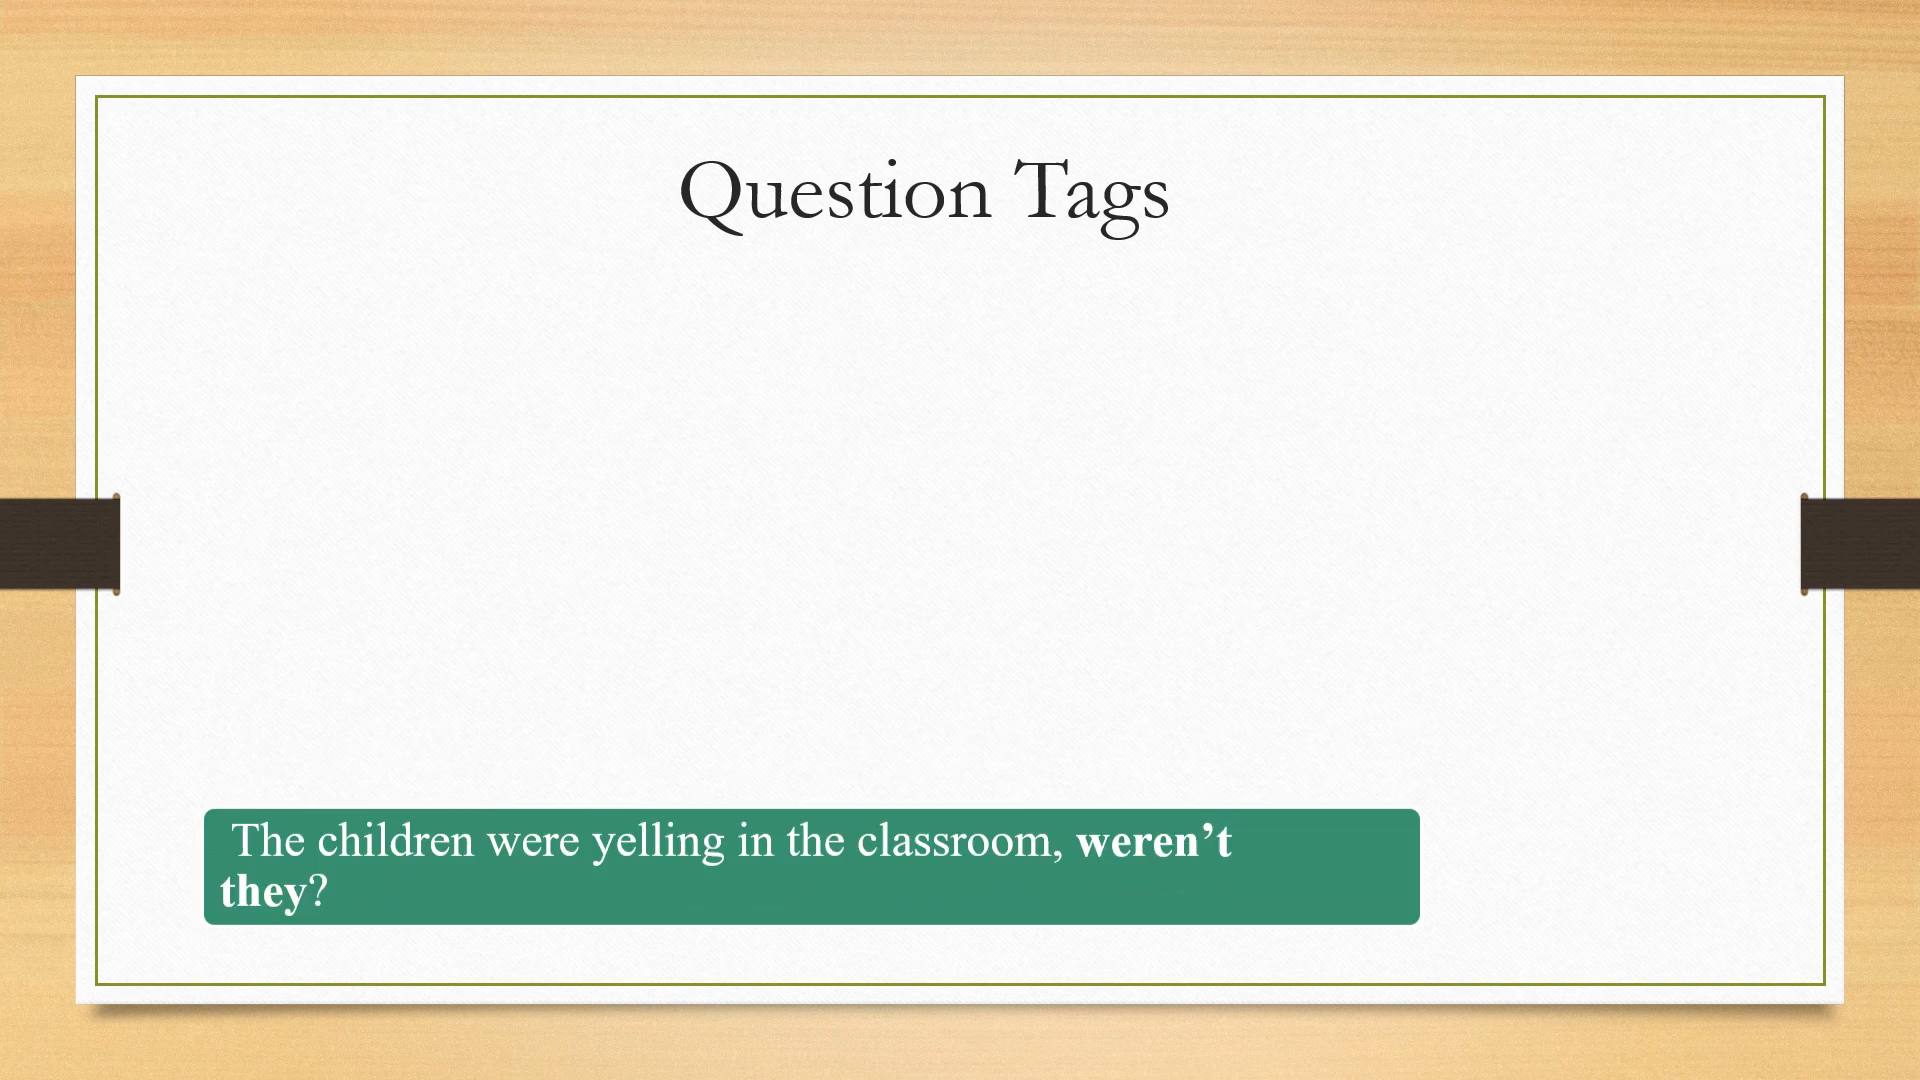 Question Tags
The children were yelling in the classroom, weren’t
they?